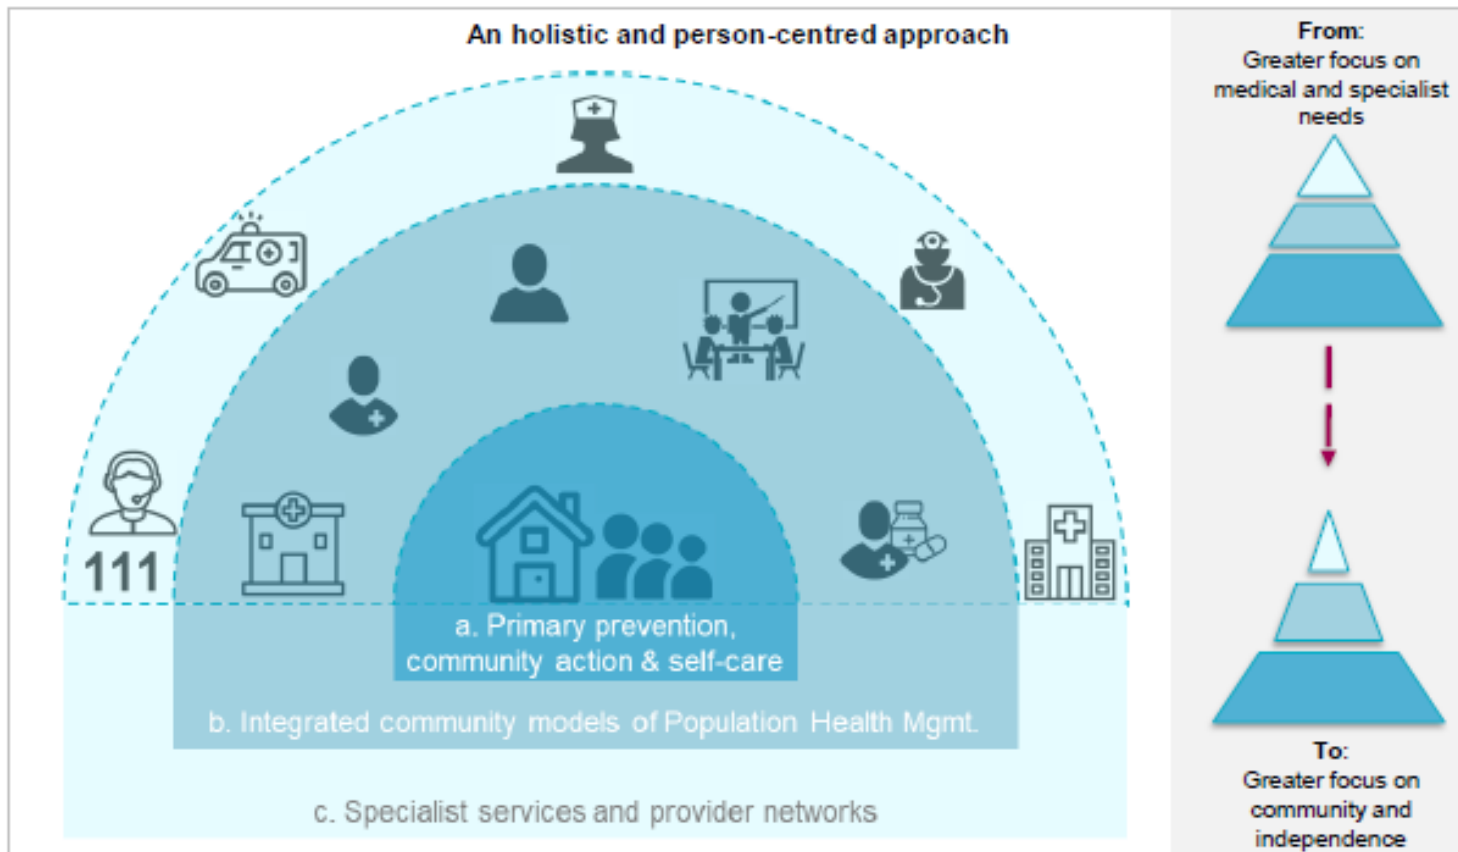 An holistic and person-centred approach
111
a. Primary prevention,
community action & self-care
b. Integrated community models of Population Health Mgmt.
c. Specialist services and provider networks
From:
Greater focus on
medical and specialist
needs
To:
Greater focus on
community and
independence